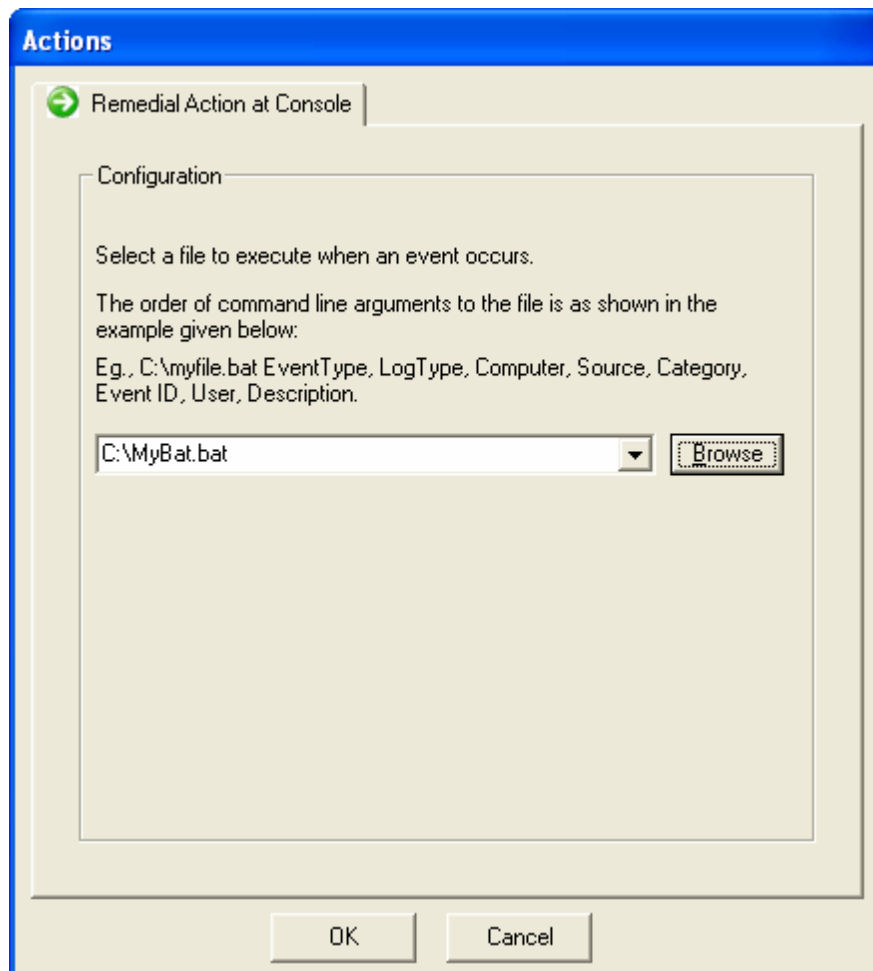 Actions
Remedial Action at Console
Configuration
Select a file to execute when an event occurs.
The order of command line arguments to the file is as shown in the
example given below:
Eg., C:\myfile.bat EventType, LogType, Computer, Source, Category,
Event ID, User, Description.
C:\MyBat.bat
Browse
OK
Cancel